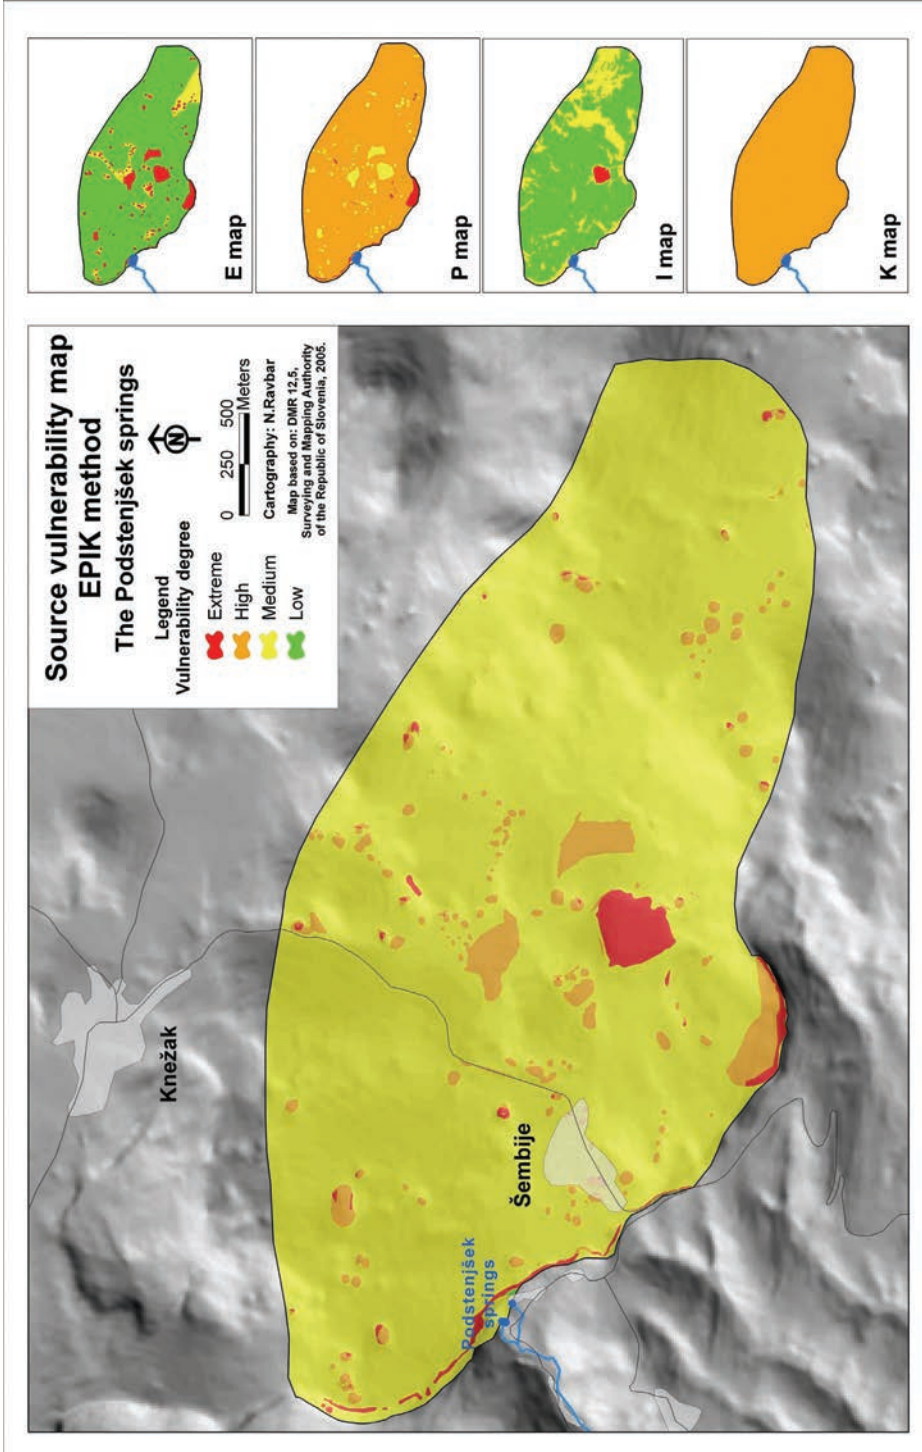 Source vulnerability map
EPIK method
The Podstenjšek springs
Legend
Vulnerability degree
Extreme
High
Medium
Low
N
0 250 500
Meters
Cartography: N.Ravbar
Map based on: DMR 12,5,
Surveying and Mapping Authority
of the Republic of Slovenia, 2005.
Knežak
Šembije
Podstenjšek
springs
E map
P map
I map
K map